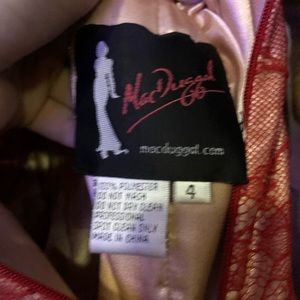 Mac Duggal
macduggal.com
100% POLYESTER
DO NOT WASH
DO NOT DRY CLEAN
PROFESSIONAL
SPOT CLEAN ONLY
MADE IN CHINA
4